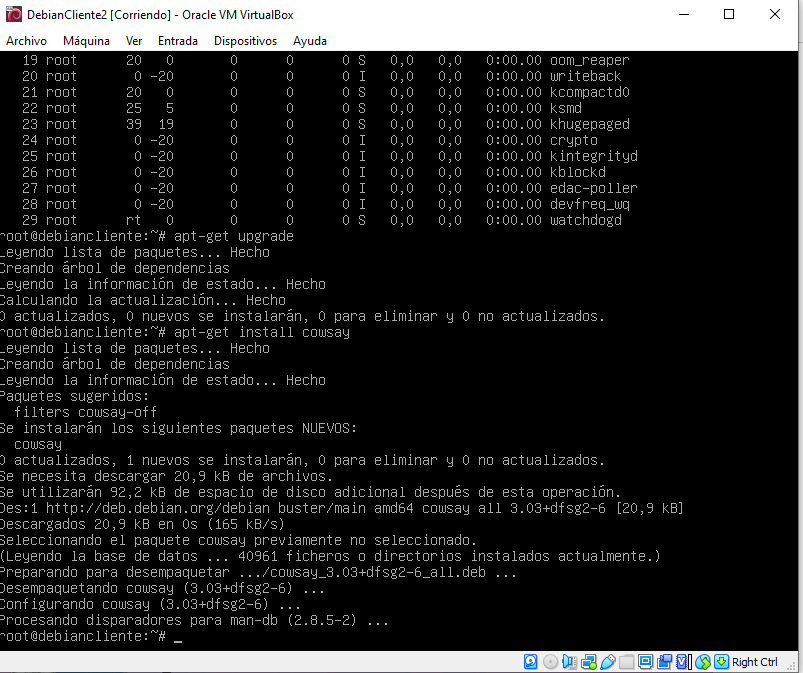 DebianCliente2 [Corriendo] - Oracle VM VirtualBox
Archivo Máquina Ver Entrada Dispositivos Ayuda
19 root 20 0 0 0 0 S 0,0 0,0 0:00.00 oom_reaper
20 root 0 -20 0 0 0 I 0,0 0,0 0:00.00 writeback
21 root 20 0 0 0 0 S 0,0 0,0 0:00.00 kcompactd0
22 root 25 5 0 0 0 S 0,0 0,0 0:00.00 ksmd
23 root 39 19 0 0 0 S 0,0 0,0 0:00.00 khugepaged
24 root 0 -20 0 0 0 I 0,0 0,0 0:00.00 crypto
25 root 0 -20 0 0 0 I 0,0 0,0 0:00.00 kintegrityd
26 root 0 -20 0 0 0 I 0,0 0,0 0:00.00 kblockd
27 root 0 -20 0 0 0 I 0,0 0,0 0:00.00 edac-poller
28 root 0 -20 0 0 0 I 0,0 0,0 0:00.00 devfreq_wq
29 root rt 0 0 0 0 S 0,0 0,0 0:00.00 watchdogd
root@debiancliente:~# apt-get upgrade
Leyendo lista de paquetes... Hecho
Creando árbol de dependencias
Leyendo la información de estado... Hecho
Calculando la actualización... Hecho
0 actualizados, 0 nuevos se instalarán, 0 para eliminar y 0 no actualizados.
root@debiancliente:~# apt-get install cowsay
Leyendo lista de paquetes... Hecho
Creando árbol de dependencias
Leyendo la información de estado... Hecho
Paquetes sugeridos:
filters cowsay-off
Se instalarán los siguientes paquetes NUEVOS:
cowsay
0 actualizados, 1 nuevos se instalarán, 0 para eliminar y 0 no actualizados.
Se necesita descargar 20,9 kB de archivos.
Se utilizarán 92,2 kB de espacio de disco adicional después de esta operación.
Des:1 http://deb.debian.org/debian buster/main amd64 cowsay all 3.03+dfsg2-6 [20,9 kB]
Descargados 20,9 kB en 0s (165 kB/s)
Seleccionando el paquete cowsay previamente no seleccionado.
(Leyendo la base de datos ... 40961 ficheros o directorios instalados actualmente.)
Preparando para desempaquetar .../cowsay_3.03+dfsg2-6_all.deb ...
Desempaquetando cowsay (3.03+dfsg2-6) ...
Configurando cowsay (3.03+dfsg2-6) ...
Procesando disparadores para man-db (2.8.5-2) ...
root@debiancliente:~# _
Right Ctrl